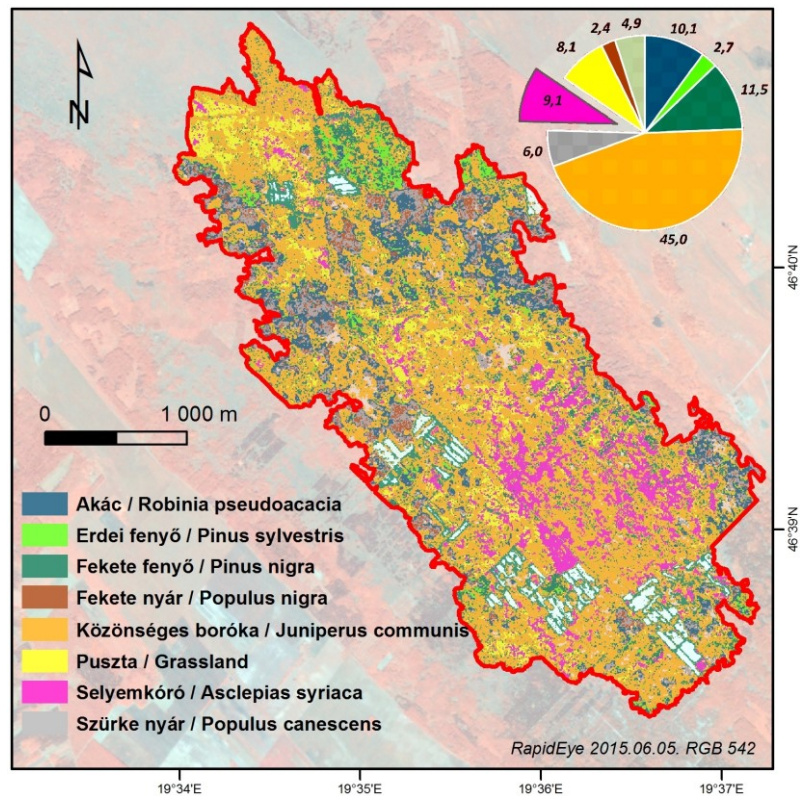 N
2,4
4,9
10,1
8,1
2,7
9,1
11,5
6,0
45,0
46°40'N
0 1 000 m
Akác / Robinia pseudoacacia
Erdei fenyő / Pinus sylvestris
Fekete fenyő / Pinus nigra
Fekete nyár / Populus nigra
Közönséges boróka / Juniperus communis
Puszta / Grassland
Selyemkóró / Asclepias syriaca
Szürke nyár / Populus canescens
46°39'N
RapidEye 2015.06.05. RGB 542
19°34'E 19°35'E 19°36'E 19°37'E